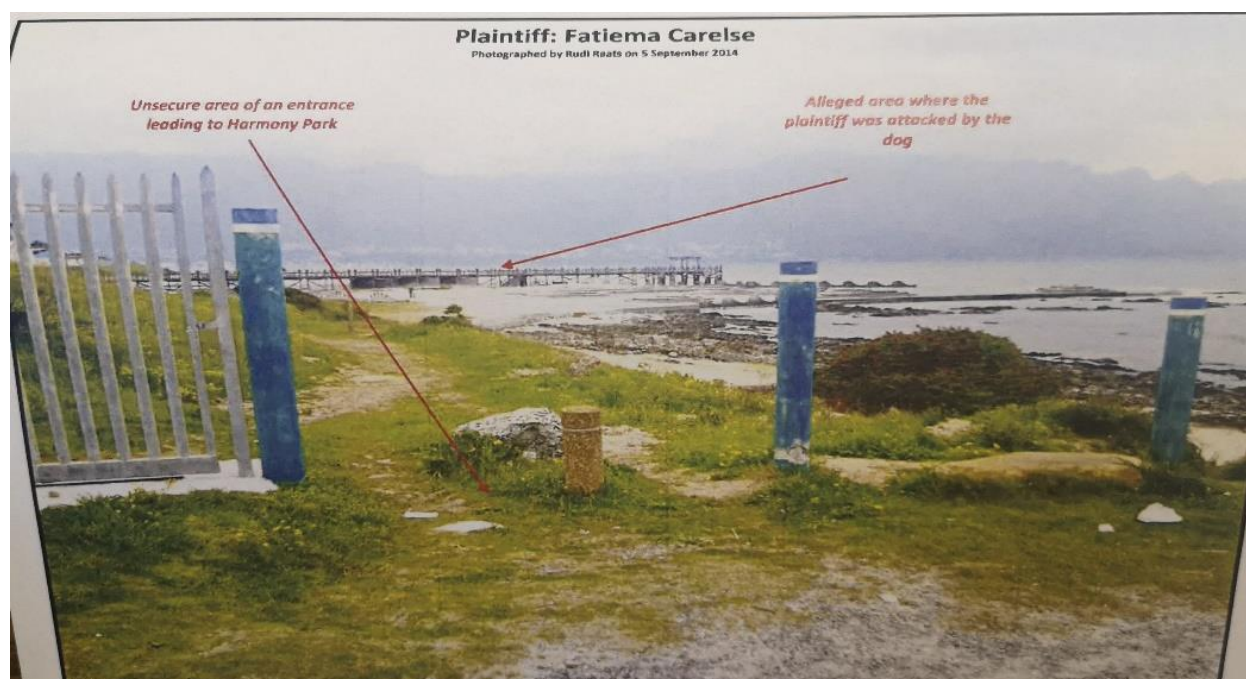 Plaintiff: Fatiema Carelse
Photographed by Rudi Raats on 5 September 2014
Unsecure area of an entrance
leading to Harmony Park
Alleged area where the
plaintiff was attacked by the
dog